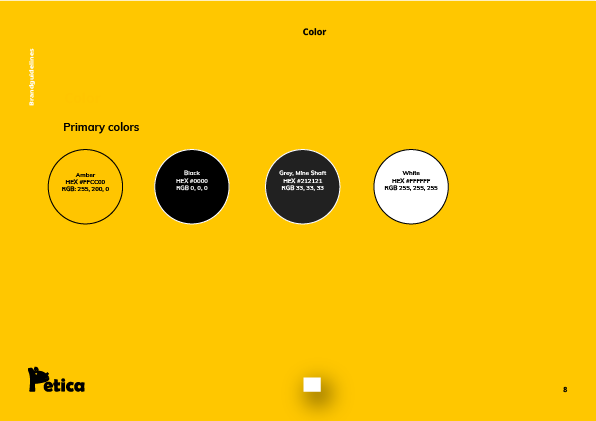 Color
Brandguidelines
Primary colors
Amber
HEX #FFCC00
RGB: 255, 200, 0
Black
HEX #0000
RGB 0, 0, 0
Grey, Mine Shaft
HEX #212121
RGB 33, 33, 33
White
HEX #FFFFFF
RGB 255, 255, 255
Petica
8